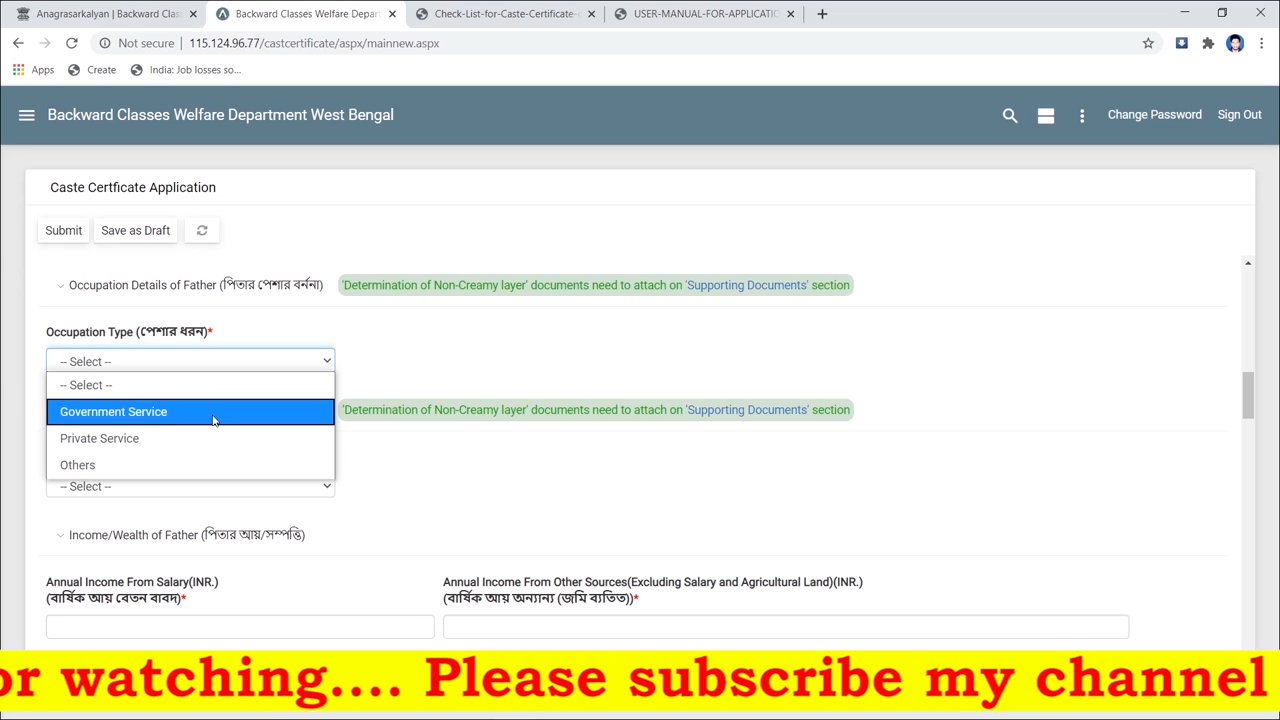 Anagrasarkalyan | Backward Clas
Backward Classes Welfare Depart
Check-List-for-Caste-Certificate-
USER-MANUAL-FOR-APPLICATIO
Not secure | 115.124.96.77/castcertificate/aspx/mainnew.aspx
Apps Create India: Job losses so...
Backward Classes Welfare Department West Bengal
Change Password Sign Out
Caste Certficate Application
Submit Save as Draft
Occupation Details of Father (পিতার পেশার বর্ননা) 'Determination of Non-Creamy layer' documents need to attach on 'Supporting Documents' section
Occupation Type (পেশার ধরন)*
-- Select --
-- Select --
Government Service 'Determination of Non-Creamy layer' documents need to attach on 'Supporting Documents' section
Private Service
Others
-- Select --
Income/Wealth of Father (পিতার আয়/সম্পত্তি)
Annual Income From Salary(INR.) Annual Income From Other Sources(Excluding Salary and Agricultural Land)(INR.)
(বার্ষিক আয় বেতন বাবদ)* (বার্ষিক আয় অন্যান্য (জমি ব্যতিত))*
or watching.... Please subscribe my channel